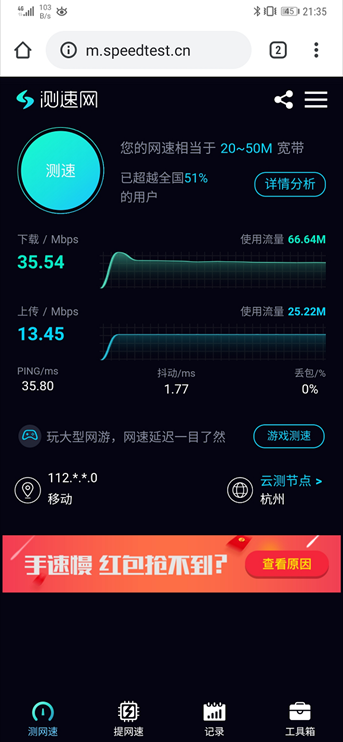 46 103 B/s 45 21:35
m.speedtest.cn 2
测速网
测速
您的网速相当于 20~50M 宽带
已超越全国51%
的用户
详情分析
下载 / Mbps 使用流量 66.64M
35.54
上传 / Mbps 使用流量 25.22M
13.45
PING/ms 抖动/ms 丢包/%
35.80 1.77 0%
玩大型网游，网速延迟一目了然 游戏测速
112.*.*.0 云测节点 >
移动 杭州
手速慢 红包抢不到? 查看原因
测网速 提网速 记录 工具箱